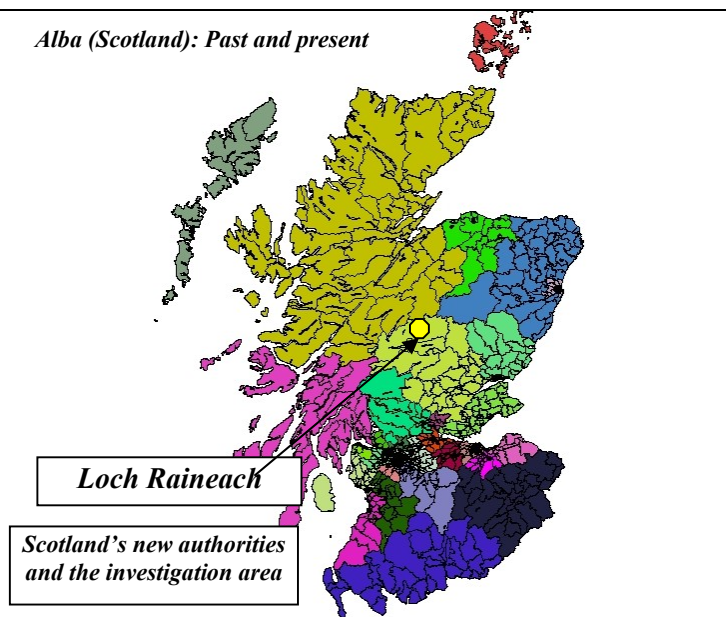 Alba (Scotland): Past and present
Loch Raineach
Scotland’s new authorities
and the investigation area